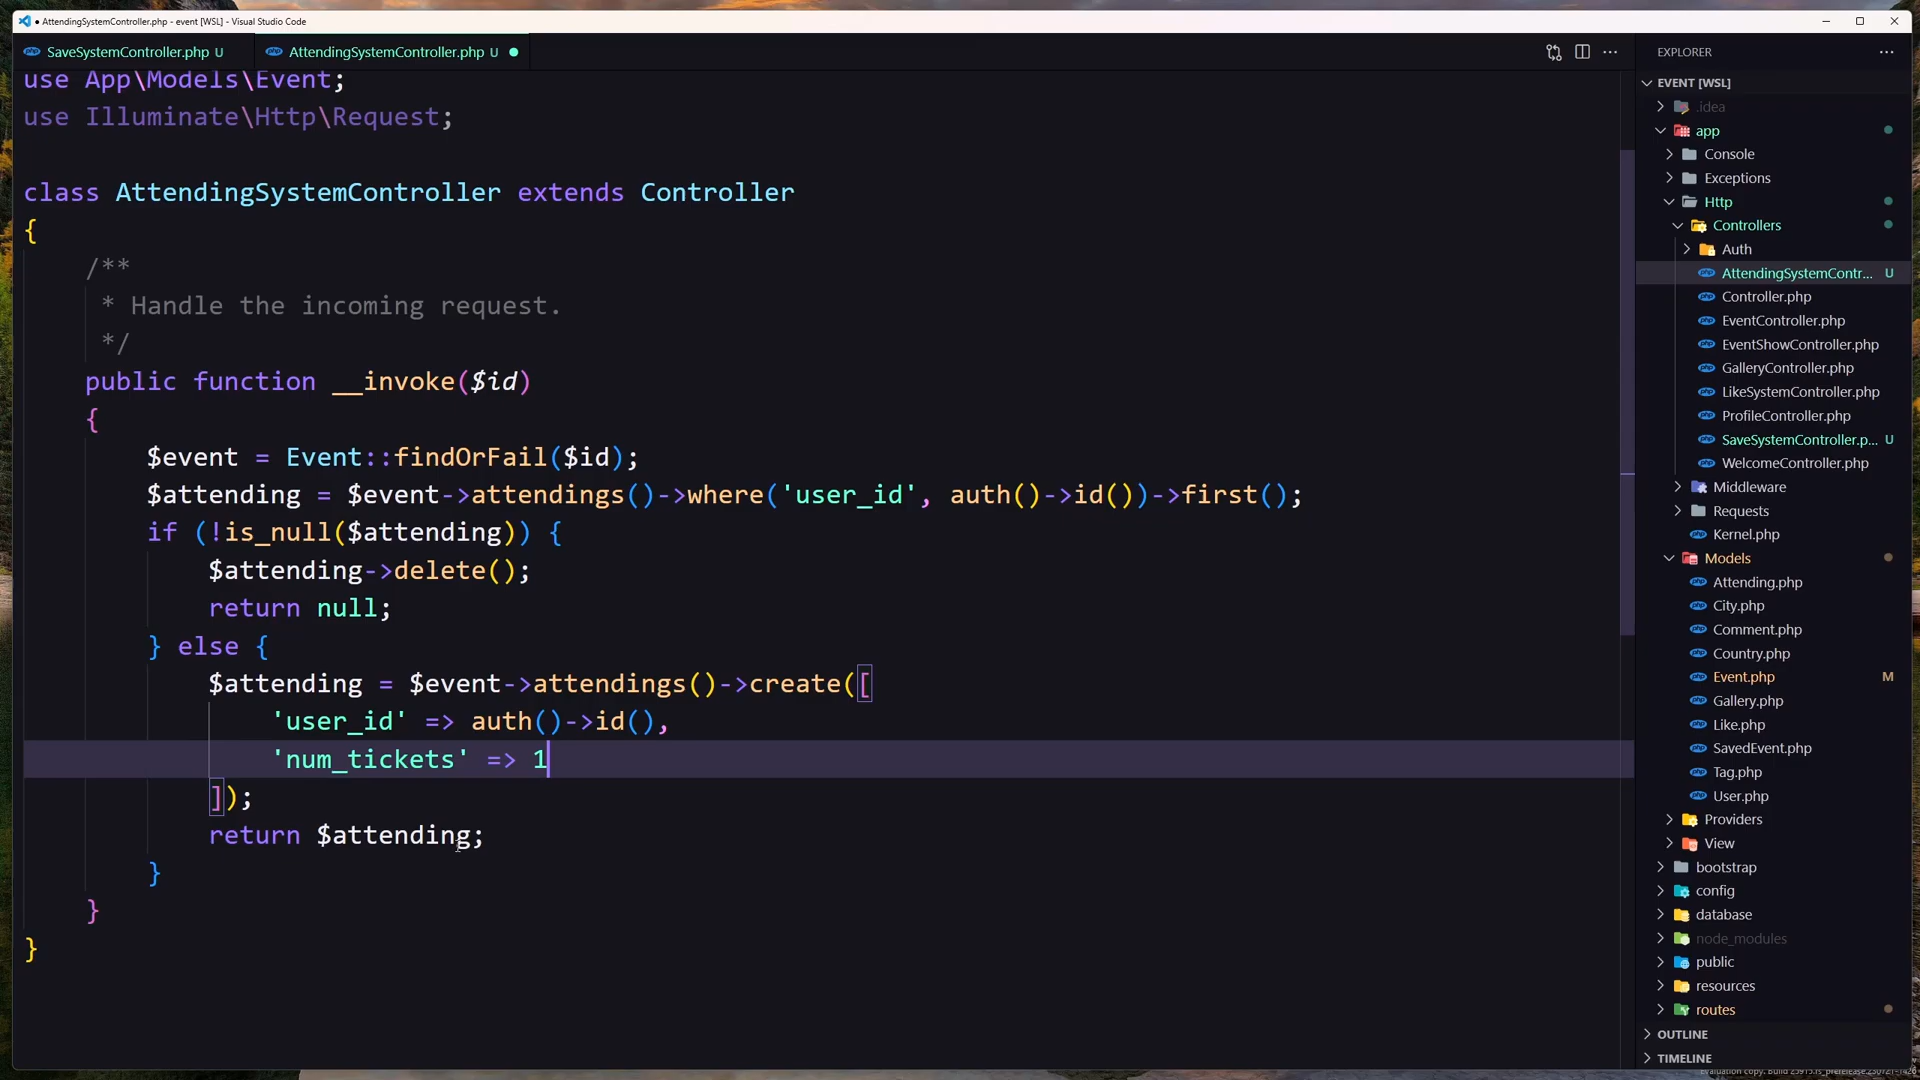 ● AttendingSystemController.php - event [WSL] - Visual Studio Code
SaveSystemController.php U
AttendingSystemController.php U ●
use App\Models\Event;
use Illuminate\Http\Request;
class AttendingSystemController extends Controller
{
/**
* Handle the incoming request.
*/
public function __invoke($id)
{
$event = Event::findOrFail($id);
$attending = $event->attendings()->where('user_id', auth()->id())->first();
if (!is_null($attending)) {
$attending->delete();
return null;
} else {
$attending = $event->attendings()->create([
'user_id' => auth()->id(),
'num_tickets' => 1
]);
return $attending;
}
}
}
EXPLORER
EVENT [WSL]
.idea
app
Console
Exceptions
Http
Controllers
Auth
AttendingSystemContr... U
Controller.php
EventController.php
EventShowController.php
GalleryController.php
LikeSystemController.php
ProfileController.php
SaveSystemController.p... U
WelcomeController.php
Middleware
Requests
Kernel.php
Models
Attending.php
City.php
Comment.php
Country.php
Event.php M
Gallery.php
Like.php
SavedEvent.php
Tag.php
User.php
Providers
View
bootstrap
config
database
node_modules
public
resources
routes
OUTLINE
TIMELINE